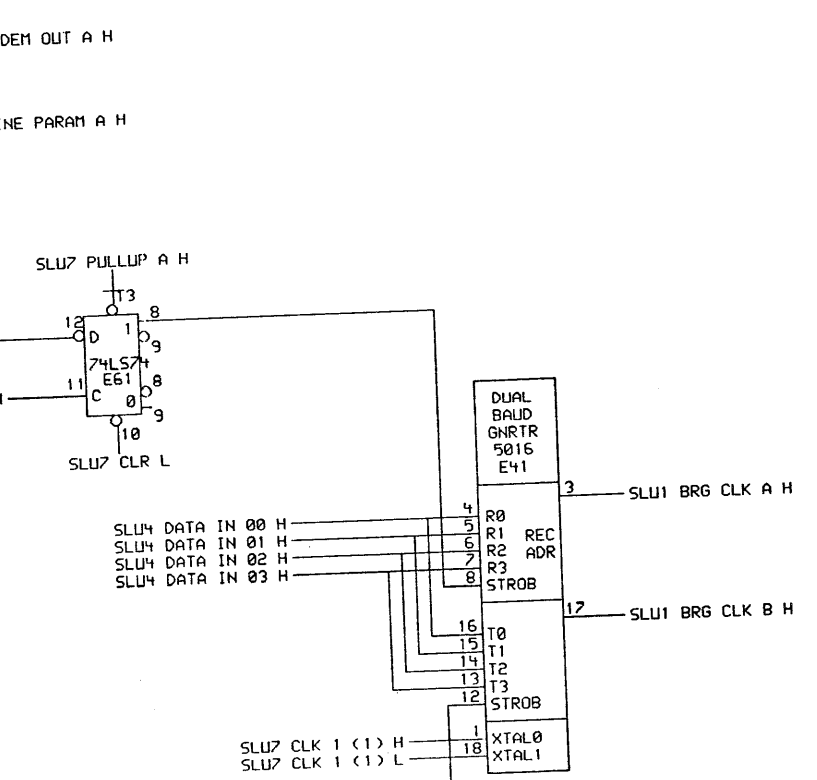 DEM OUT A H
NE PARAM A H
SLU7 PULLUP A H
T3
12
8
D
1
9
74LS74
E61
11
8
C
0
9
10
SLU7 CLR L
DUAL
BAUD
GNRTR
5016
E41
3
SLU1 BRG CLK A H
SLU4 DATA IN 00 H
4
R0
SLU4 DATA IN 01 H
5
R1
REC
SLU4 DATA IN 02 H
6
R2
ADR
SLU4 DATA IN 03 H
7
R3
8
STROB
17
SLU1 BRG CLK B H
16
T0
15
T1
14
T2
13
T3
12
STROB
SLU7 CLK 1 (1) H
1
XTAL0
SLU7 CLK 1 (1) L
18
XTAL1